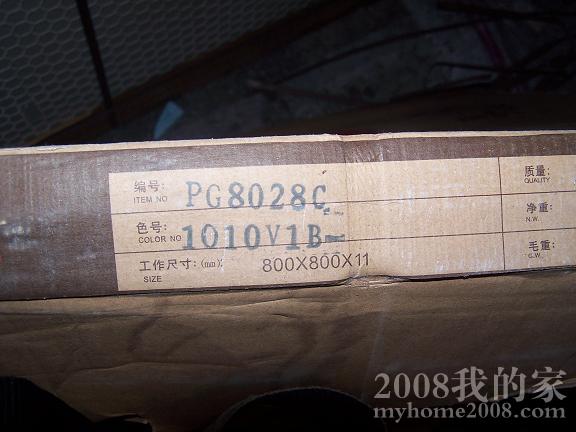 编号: PG8028C 质量:
ITEM NO QUALITY
色号: 1010V1B 净重:
COLOR NO N.W.
工作尺寸:(mm) 800X800X11 毛重:
SIZE G.W.
2008我的家
myhome2008.com